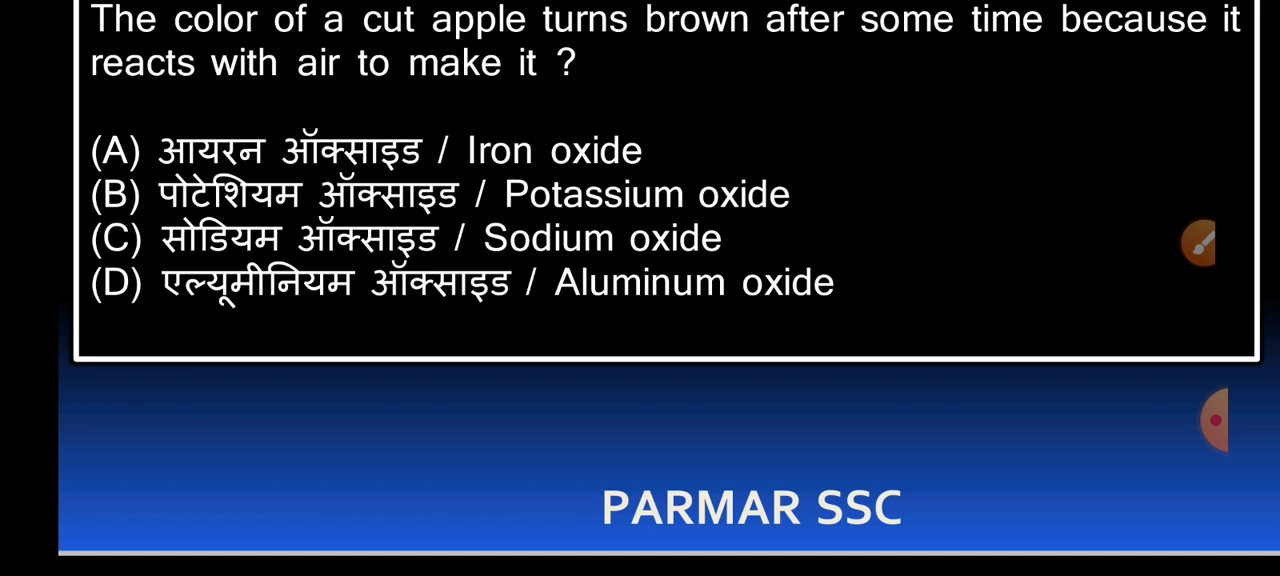 The color of a cut apple turns brown after some time because it
reacts with air to make it ?
(A) आयरन ऑक्साइड / Iron oxide
(B) पोटेशियम ऑक्साइड / Potassium oxide
(C) सोडियम ऑक्साइड / Sodium oxide
(D) एल्यूमीनियम ऑक्साइड / Aluminum oxide
PARMAR SSC